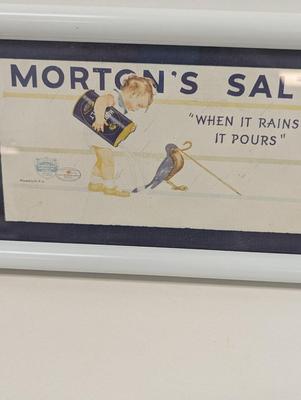 MORTON'S SAL
"WHEN IT RAINS
IT POURS"